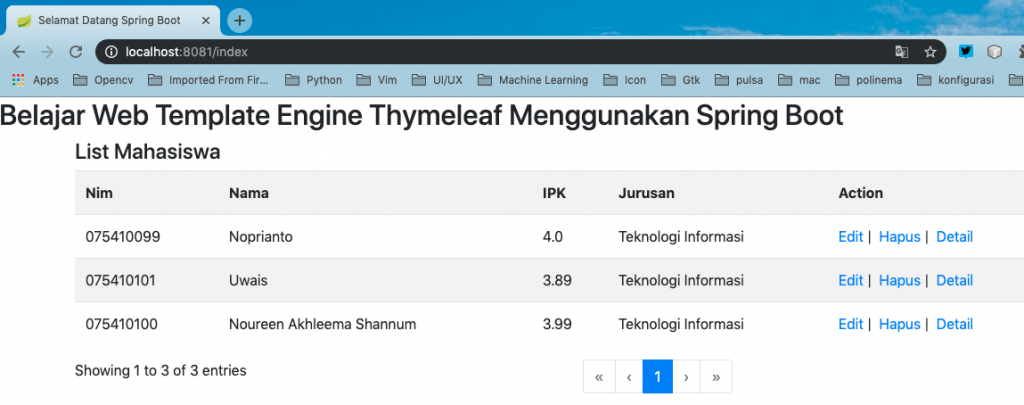 Selamat Datang Spring Boot
localhost:8081/index
Apps Opencv Imported From Fir... Python Vim UI/UX Machine Learning Icon Gtk pulsa mac polinema konfigurasi
Belajar Web Template Engine Thymeleaf Menggunakan Spring Boot
List Mahasiswa
Nim Nama IPK Jurusan Action
075410099 Noprianto 4.0 Teknologi Informasi Edit | Hapus | Detail
075410101 Uwais 3.89 Teknologi Informasi Edit | Hapus | Detail
075410100 Noureen Akhleema Shannum 3.99 Teknologi Informasi Edit | Hapus | Detail
Showing 1 to 3 of 3 entries « ‹ 1 › »